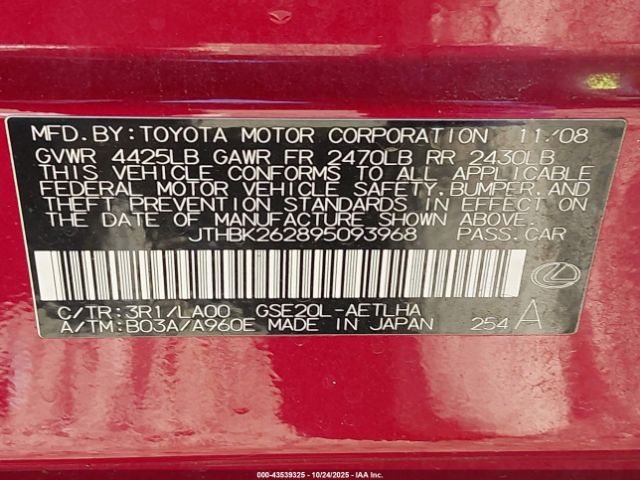 MFD. BY: TOYOTA MOTOR CORPORATION 11/08
GVWR 4425LB GAWR FR 2470LB RR 2430LB
THIS VEHICLE CONFORMS TO ALL APPLICABLE
FEDERAL MOTOR VEHICLE SAFETY, BUMPER, AND
THEFT PREVENTION STANDARDS IN EFFECT ON
THE DATE OF MANUFACTURE SHOWN ABOVE.
JTHBK262895093968 PASS. CAR
C/TR: 3R1/LA00 GSE20L-AETLHA
A/TM: B03A/A960E MADE IN JAPAN 254 A
000-43539325 | 10/24/2025 | IAA Inc.